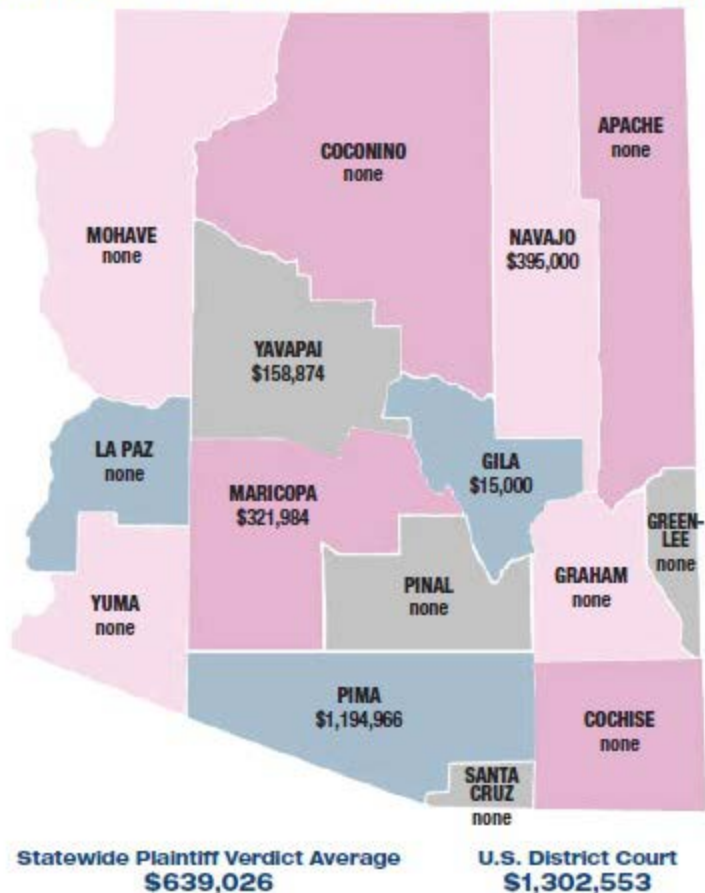 COCONINO
none
APACHE
none
MOHAVE
none
NAVAJO
$395,000
YAVAPAI
$158,874
LA PAZ
none
GILA
$15,000
MARICOPA
$321,984
GREEN-
LEE
none
YUMA
none
PINAL
none
GRAHAM
none
PIMA
$1,194,966
COCHISE
none
SANTA
CRUZ
none
Statewide Plaintiff Verdict Average
$639,026
U.S. District Court
$1,302,553